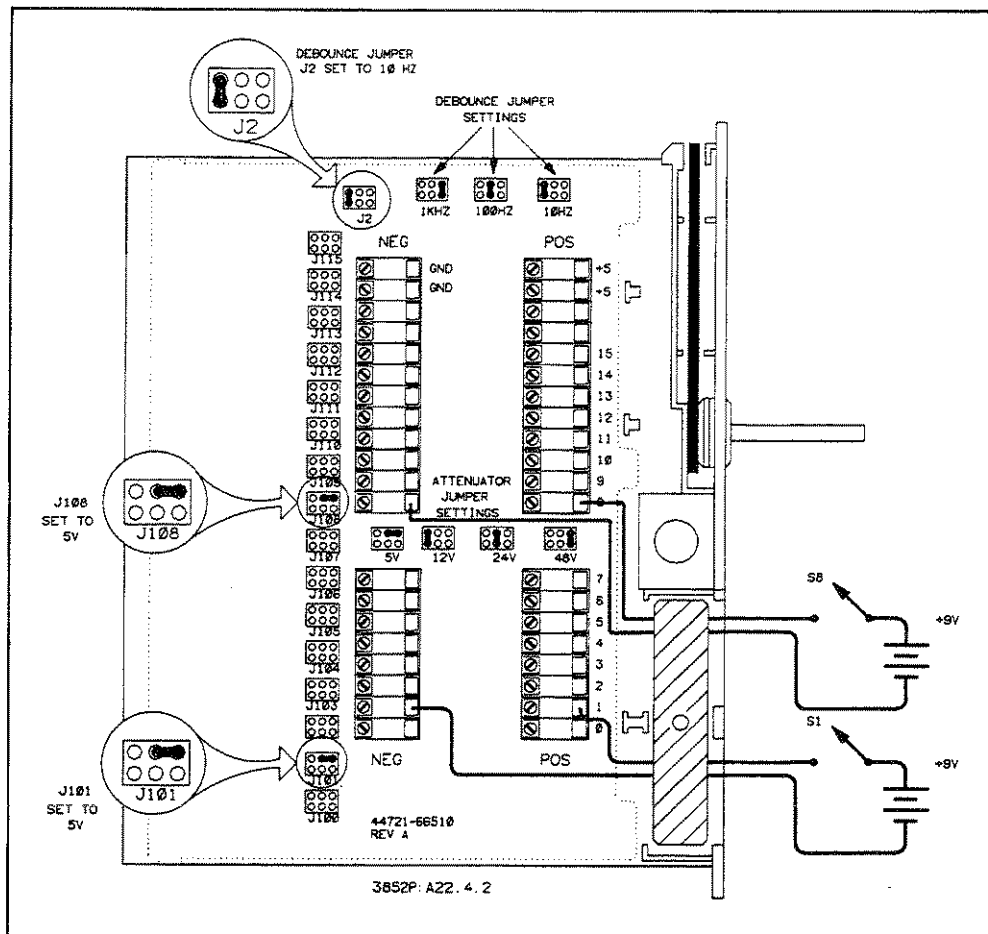 DEBOUNCE JUMPER
J2 SET TO 10 HZ
J2
DEBOUNCE JUMPER
SETTINGS
J2
1KHZ
100HZ
10HZ
NEG
POS
J115
J114
J113
J112
J111
J110
J109
J108
J107
J106
J105
J104
J103
J101
J100
GND
GND
+5
+5
15
14
13
12
11
10
9
8
ATTENUATOR
JUMPER
SETTINGS
5V
12V
24V
48V
J108
SET TO
5V
J108
7
6
5
4
3
2
1
0
S8
+9V
S1
+9V
J101
SET TO
5V
J101
NEG
POS
44721-66510
REV A
3852P: A22.4.2